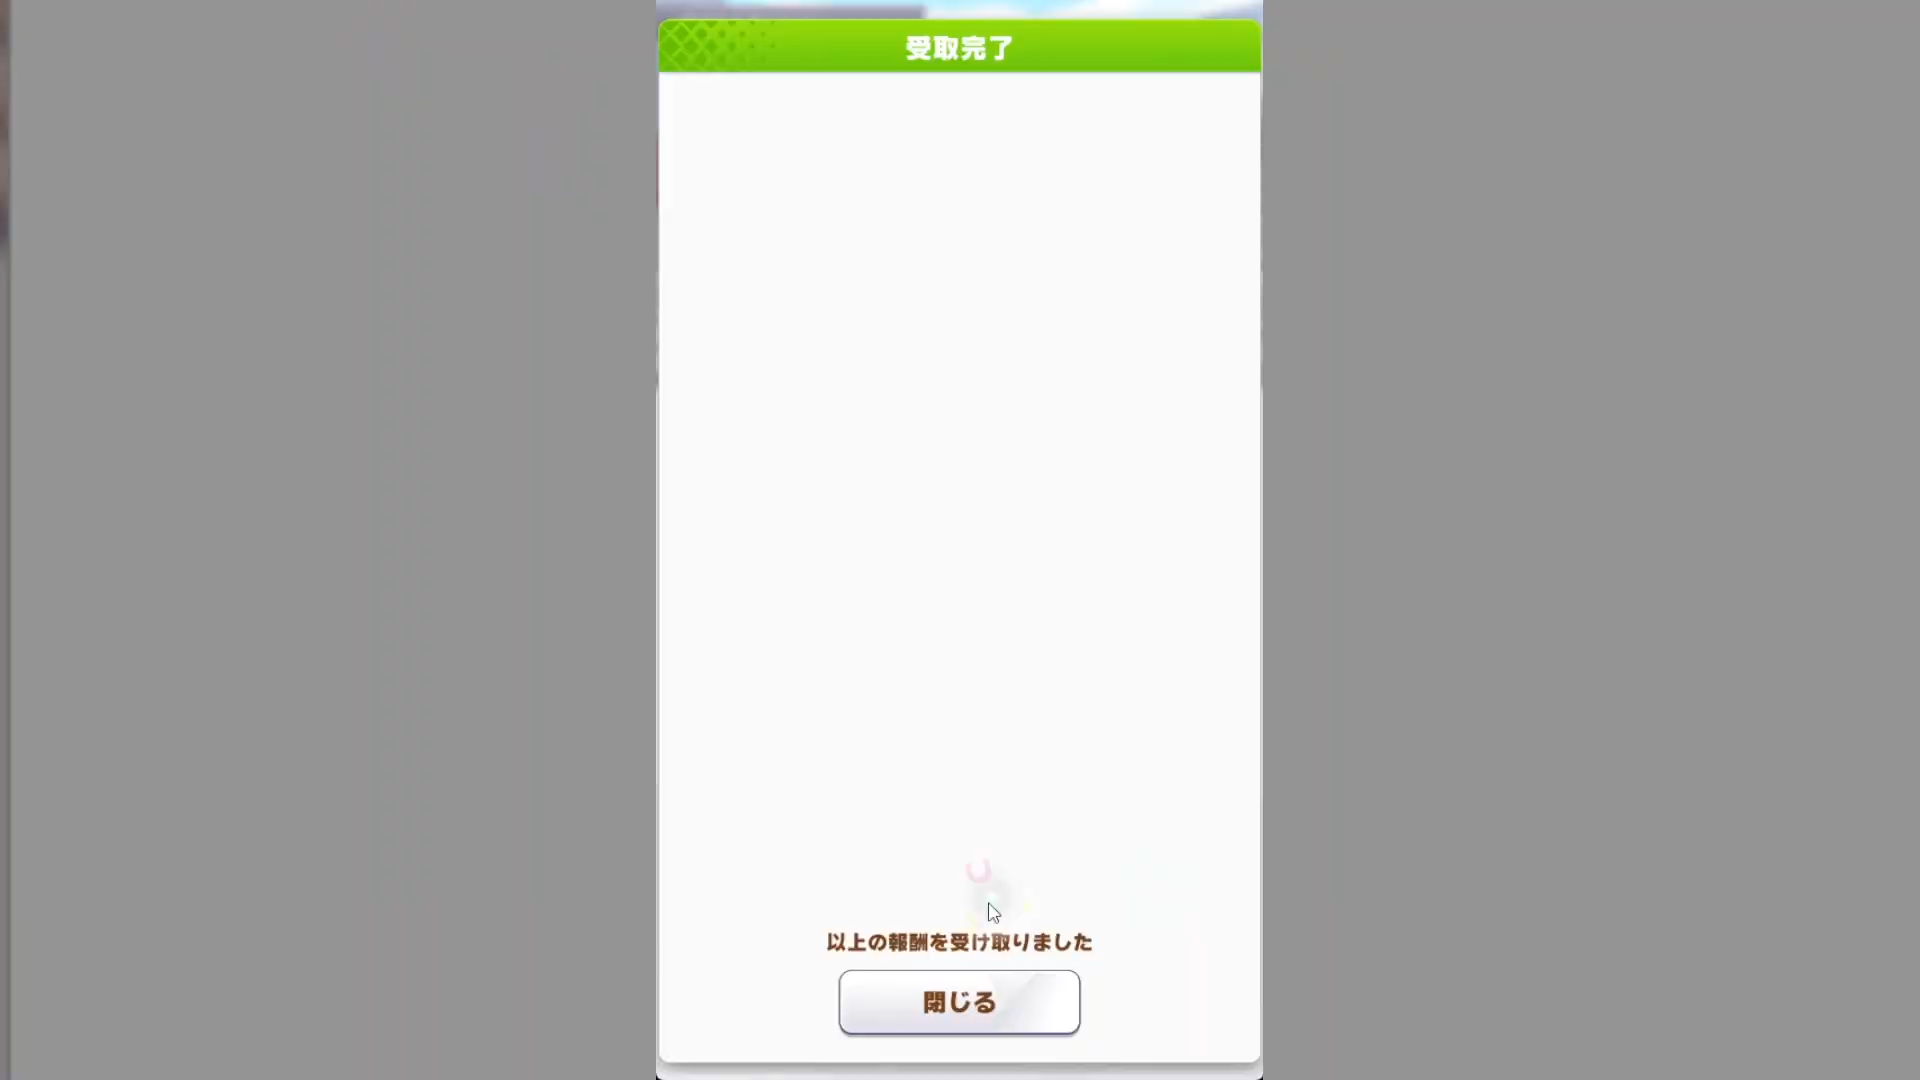 受取完了
以上の報酬を受け取りました
閉じる